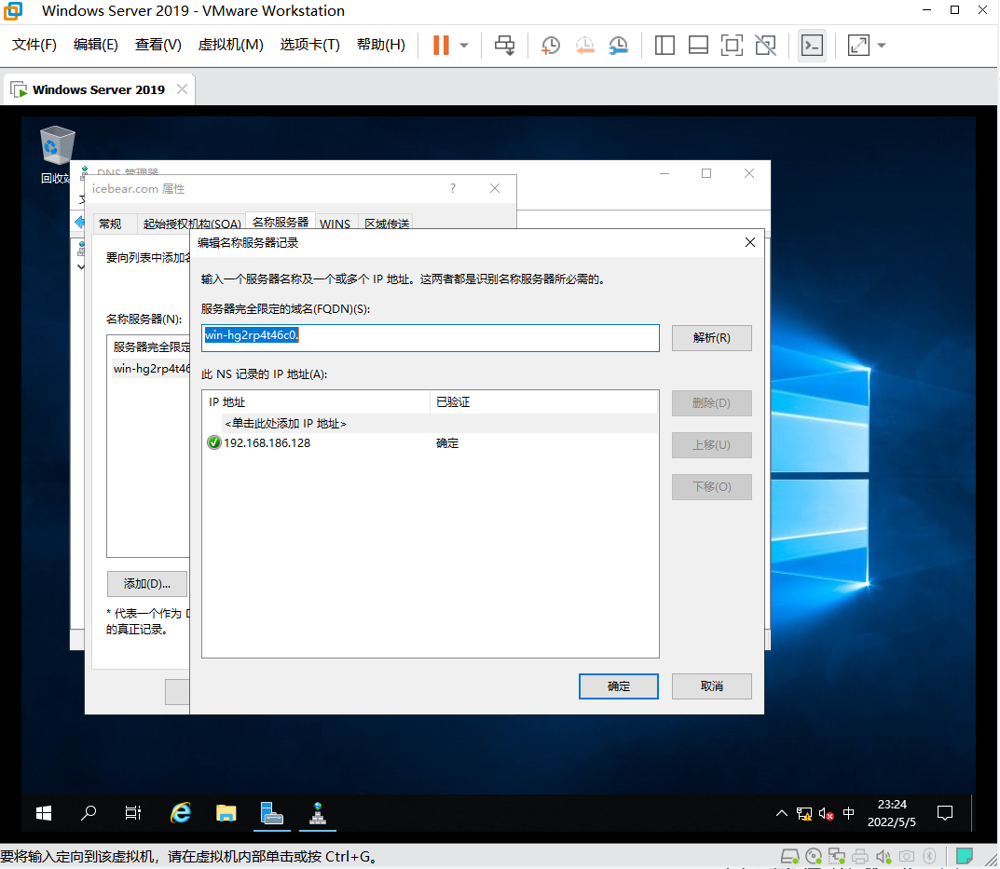 Windows Server 2019 - VMware Workstation
文件(F) 编辑(E) 查看(V) 虚拟机(M) 选项卡(T) 帮助(H)
Windows Server 2019
回收站
DNS 管理器
icebear.com 属性
常规 起始授权机构(SOA) 名称服务器 WINS 区域传送
编辑名称服务器记录
要向列表中添加名
输入一个服务器名称及一个或多个 IP 地址。这两者都是识别名称服务器所必需的。
服务器完全限定的域名(FQDN)(S):
名称服务器(N):
win-hg2rp4t46c0.
解析(R)
服务器完全限定
win-hg2rp4t46
此 NS 记录的 IP 地址(A):
IP 地址 已验证
<单击此处添加 IP 地址>
192.168.186.128 确定
删除(D)
上移(U)
下移(O)
添加(D)...
* 代表一个作为 D
的真正记录。
确定 取消
中
23:24
2022/5/5
要将输入定向到该虚拟机，请在虚拟机内部单击或按 Ctrl+G。